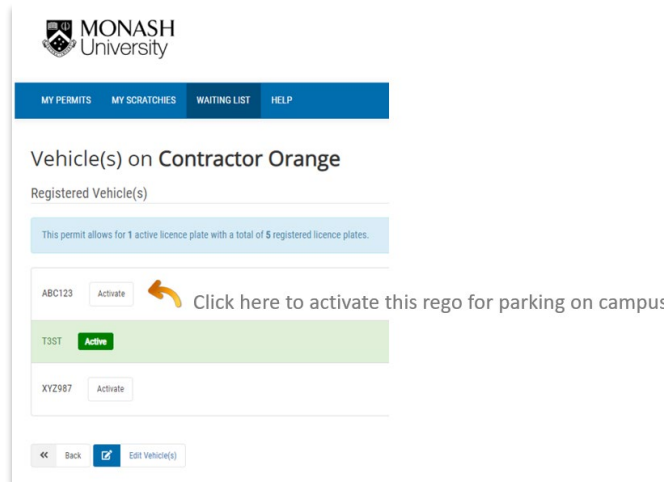 MONASH
University
MY PERMITS MY SCRATCHIES WAITING LIST HELP
Vehicle(s) on Contractor Orange
Registered Vehicle(s)
This permit allows for 1 active licence plate with a total of 5 registered licence plates.
ABC123 Activate
Click here to activate this rego for parking on campus
T3ST Active
XYZ987 Activate
Back Edit Vehicle(s)